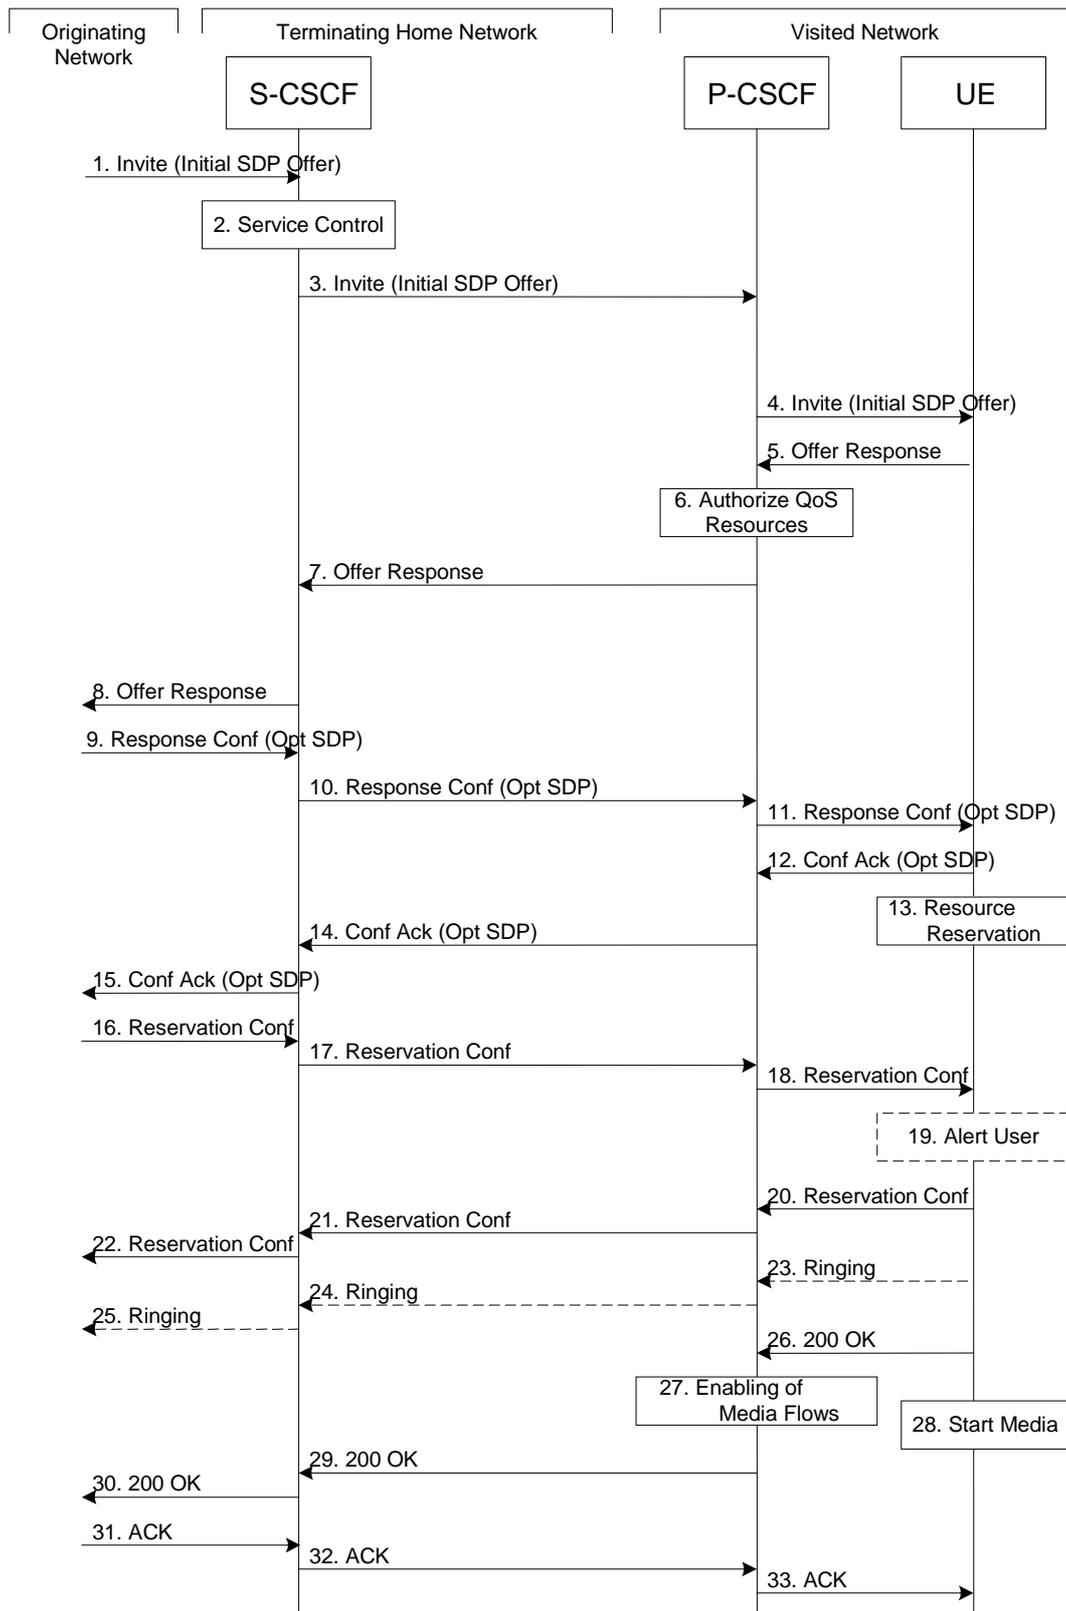 Originating
Network
Terminating Home Network
Visited Network
S-CSCF
P-CSCF
UE
1. Invite (Initial SDP Offer)
2. Service Control
3. Invite (Initial SDP Offer)
4. Invite (Initial SDP Offer)
5. Offer Response
6. Authorize QoS
Resources
7. Offer Response
8. Offer Response
9. Response Conf (Opt SDP)
10. Response Conf (Opt SDP)
11. Response Conf (Opt SDP)
12. Conf Ack (Opt SDP)
13. Resource
Reservation
14. Conf Ack (Opt SDP)
15. Conf Ack (Opt SDP)
16. Reservation Conf
17. Reservation Conf
18. Reservation Conf
19. Alert User
20. Reservation Conf
21. Reservation Conf
22. Reservation Conf
23. Ringing
24. Ringing
25. Ringing
26. 200 OK
27. Enabling of
Media Flows
28. Start Media
29. 200 OK
30. 200 OK
31. ACK
32. ACK
33. ACK